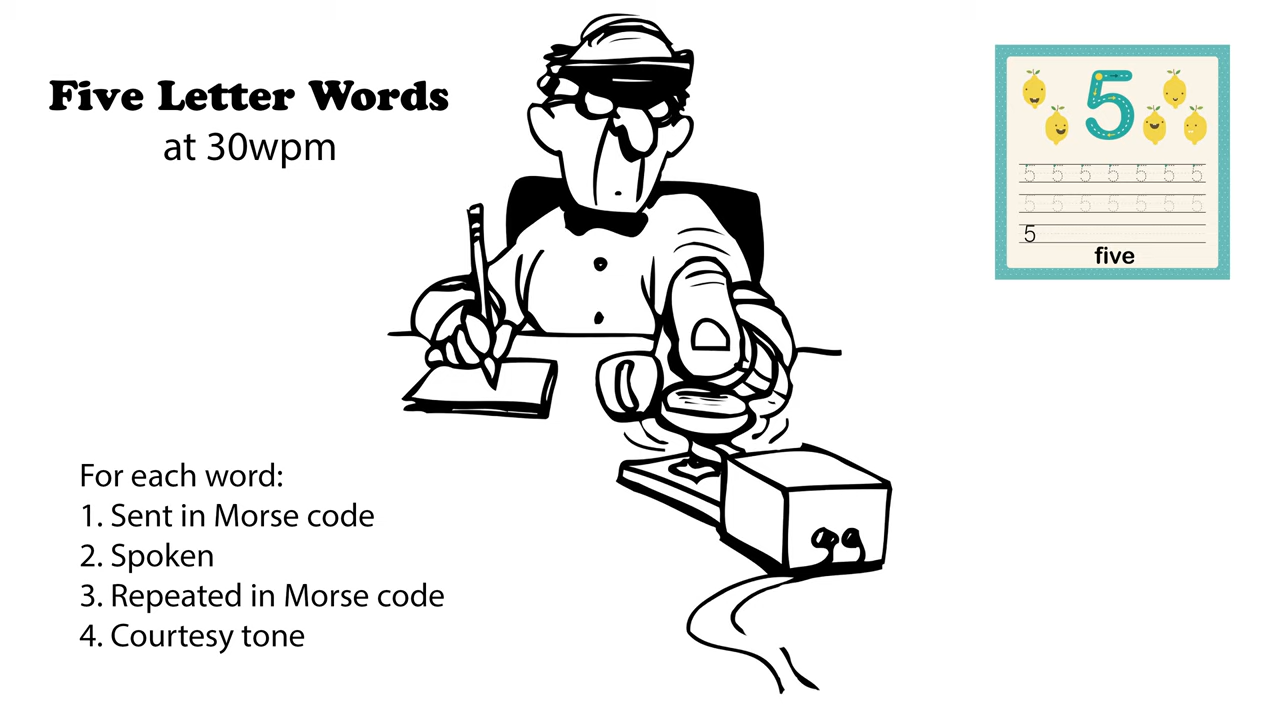 Five Letter Words
at 30wpm
5
5 5 5 5 5 5 5
5 5 5 5 5 5 5
5
five
For each word:
1. Sent in Morse code
2. Spoken
3. Repeated in Morse code
4. Courtesy tone